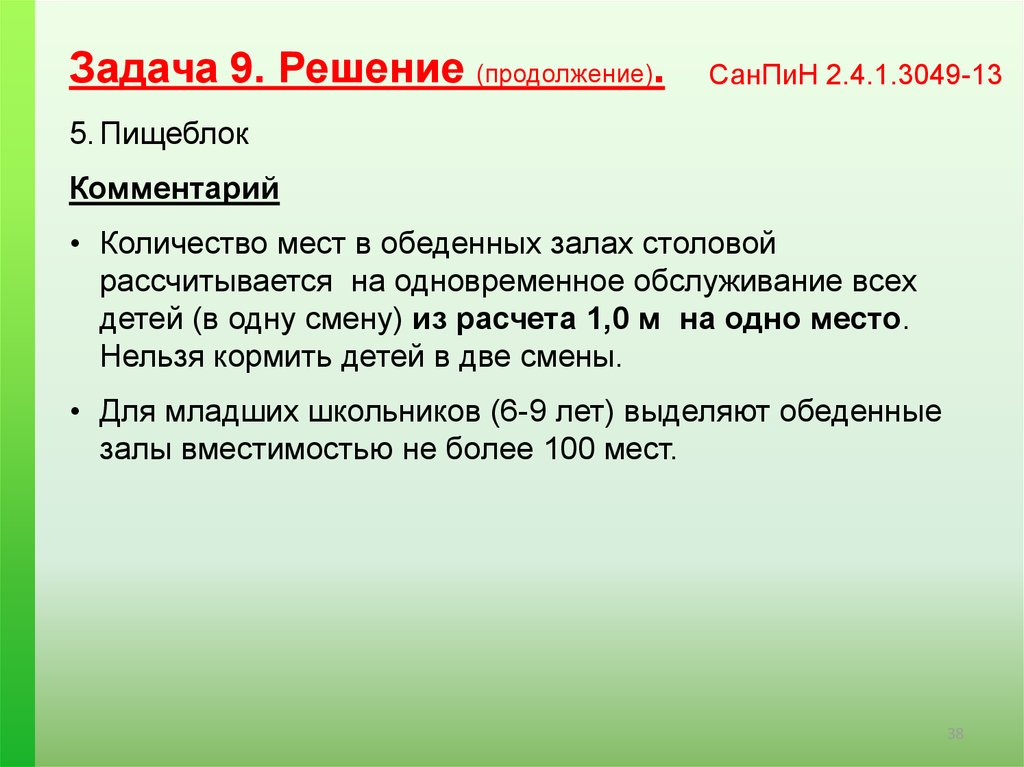 Задача 9. Решение (продолжение). СанПиН 2.4.1.3049-13
5. Пищеблок
Комментарий
• Количество мест в обеденных залах столовой
рассчитывается на одновременное обслуживание всех
детей (в одну смену) из расчета 1,0 м на одно место.
Нельзя кормить детей в две смены.
• Для младших школьников (6-9 лет) выделяют обеденные
залы вместимостью не более 100 мест.
38